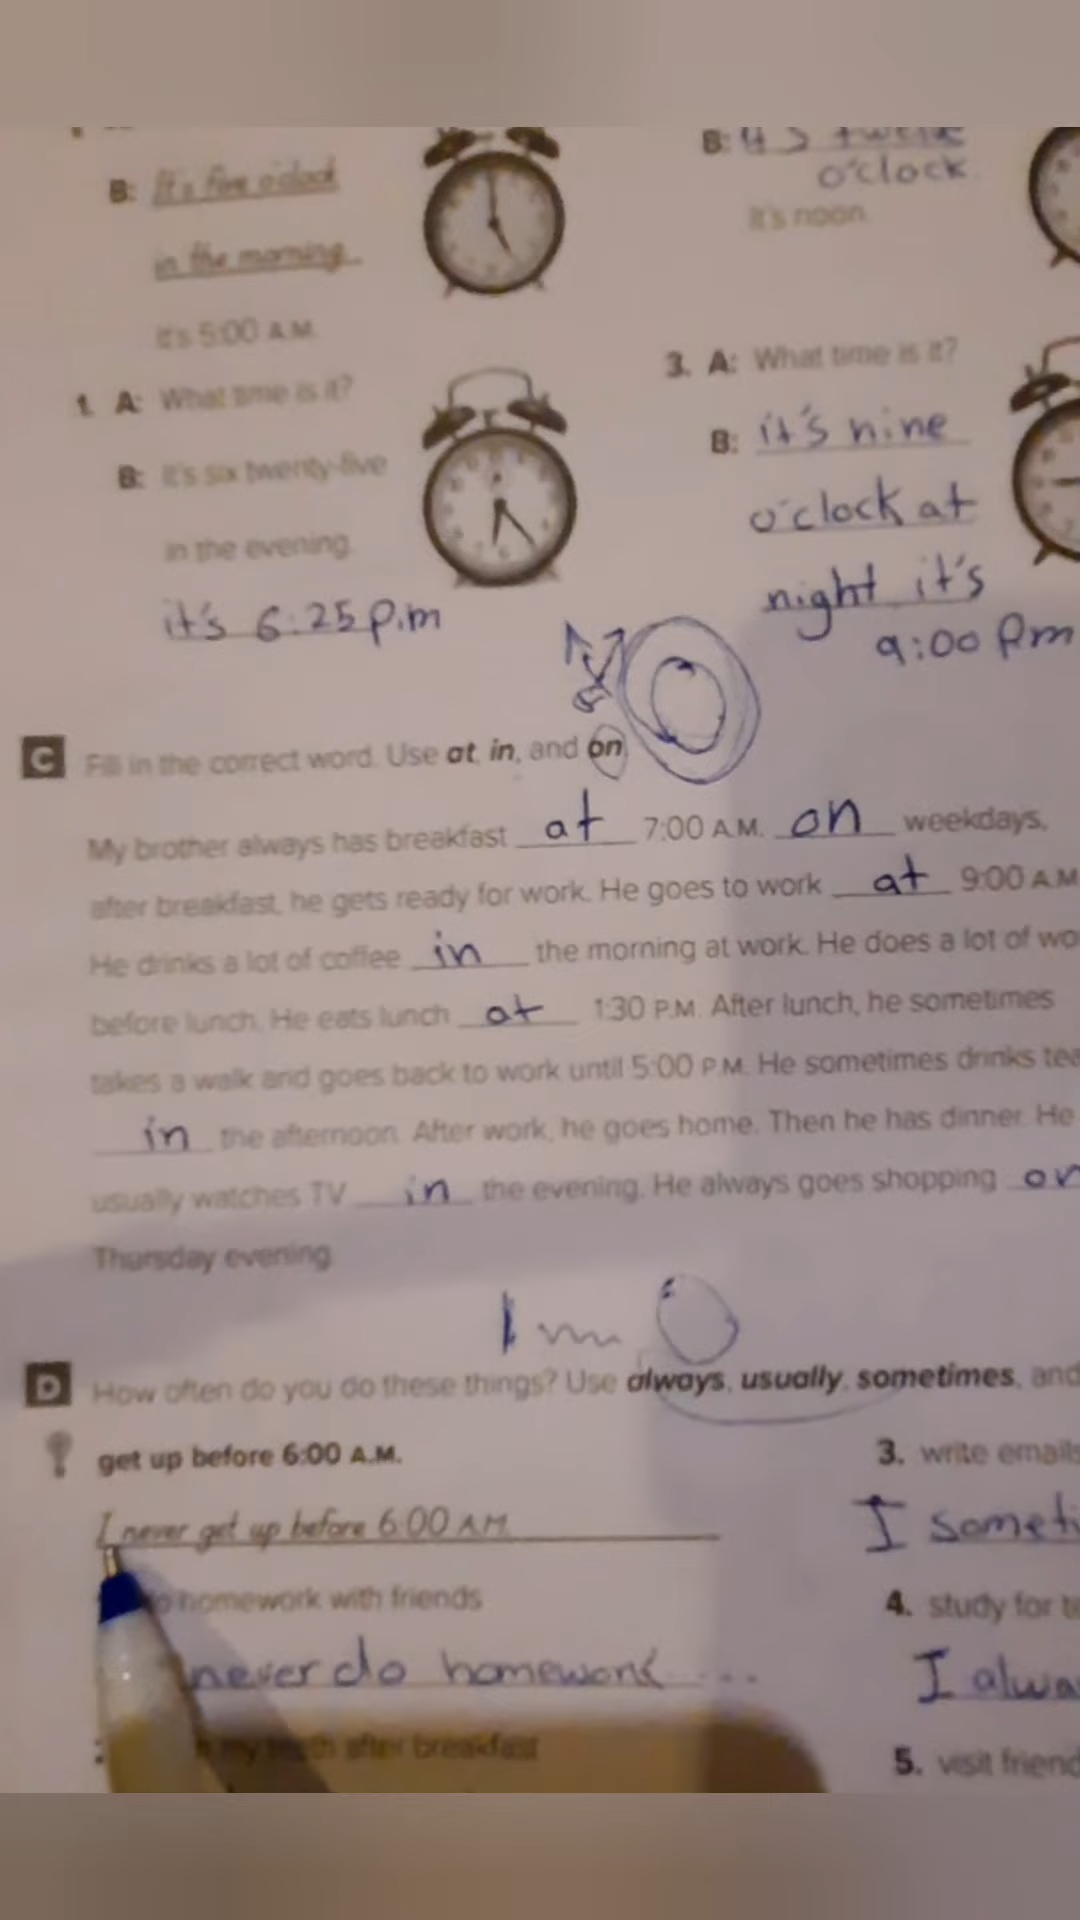 B: It's five o'clock
in the morning.
It's 5:00 A.M.
1. A: What time is it?
B: It's six twenty-five
in the evening.
it's 6:25 p.m
B: It's twelve
o'clock.
It's noon.
3. A: What time is it?
B: it's nine
o'clock at
night it's
9:00 pm
C Fill in the correct word. Use at, in, and on.
My brother always has breakfast at 7:00 A.M. on weekdays,
after breakfast, he gets ready for work. He goes to work at 9:00 A.M
He drinks a lot of coffee in the morning at work. He does a lot of wo
before lunch. He eats lunch at 1:30 P.M. After lunch, he sometimes
takes a walk and goes back to work until 5:00 P.M. He sometimes drinks tea
in the afternoon. After work, he goes home. Then he has dinner. He
usually watches TV in the evening. He always goes shopping on
Thursday evening.
I m
D How often do you do these things? Use always, usually, sometimes, and
get up before 6:00 A.M.
I never get up before 6:00 A.M.
homework with friends
never do homework ...
my teeth after breakfast
3. write emails
I someti
4. study for te
I alwa
5. visit friend